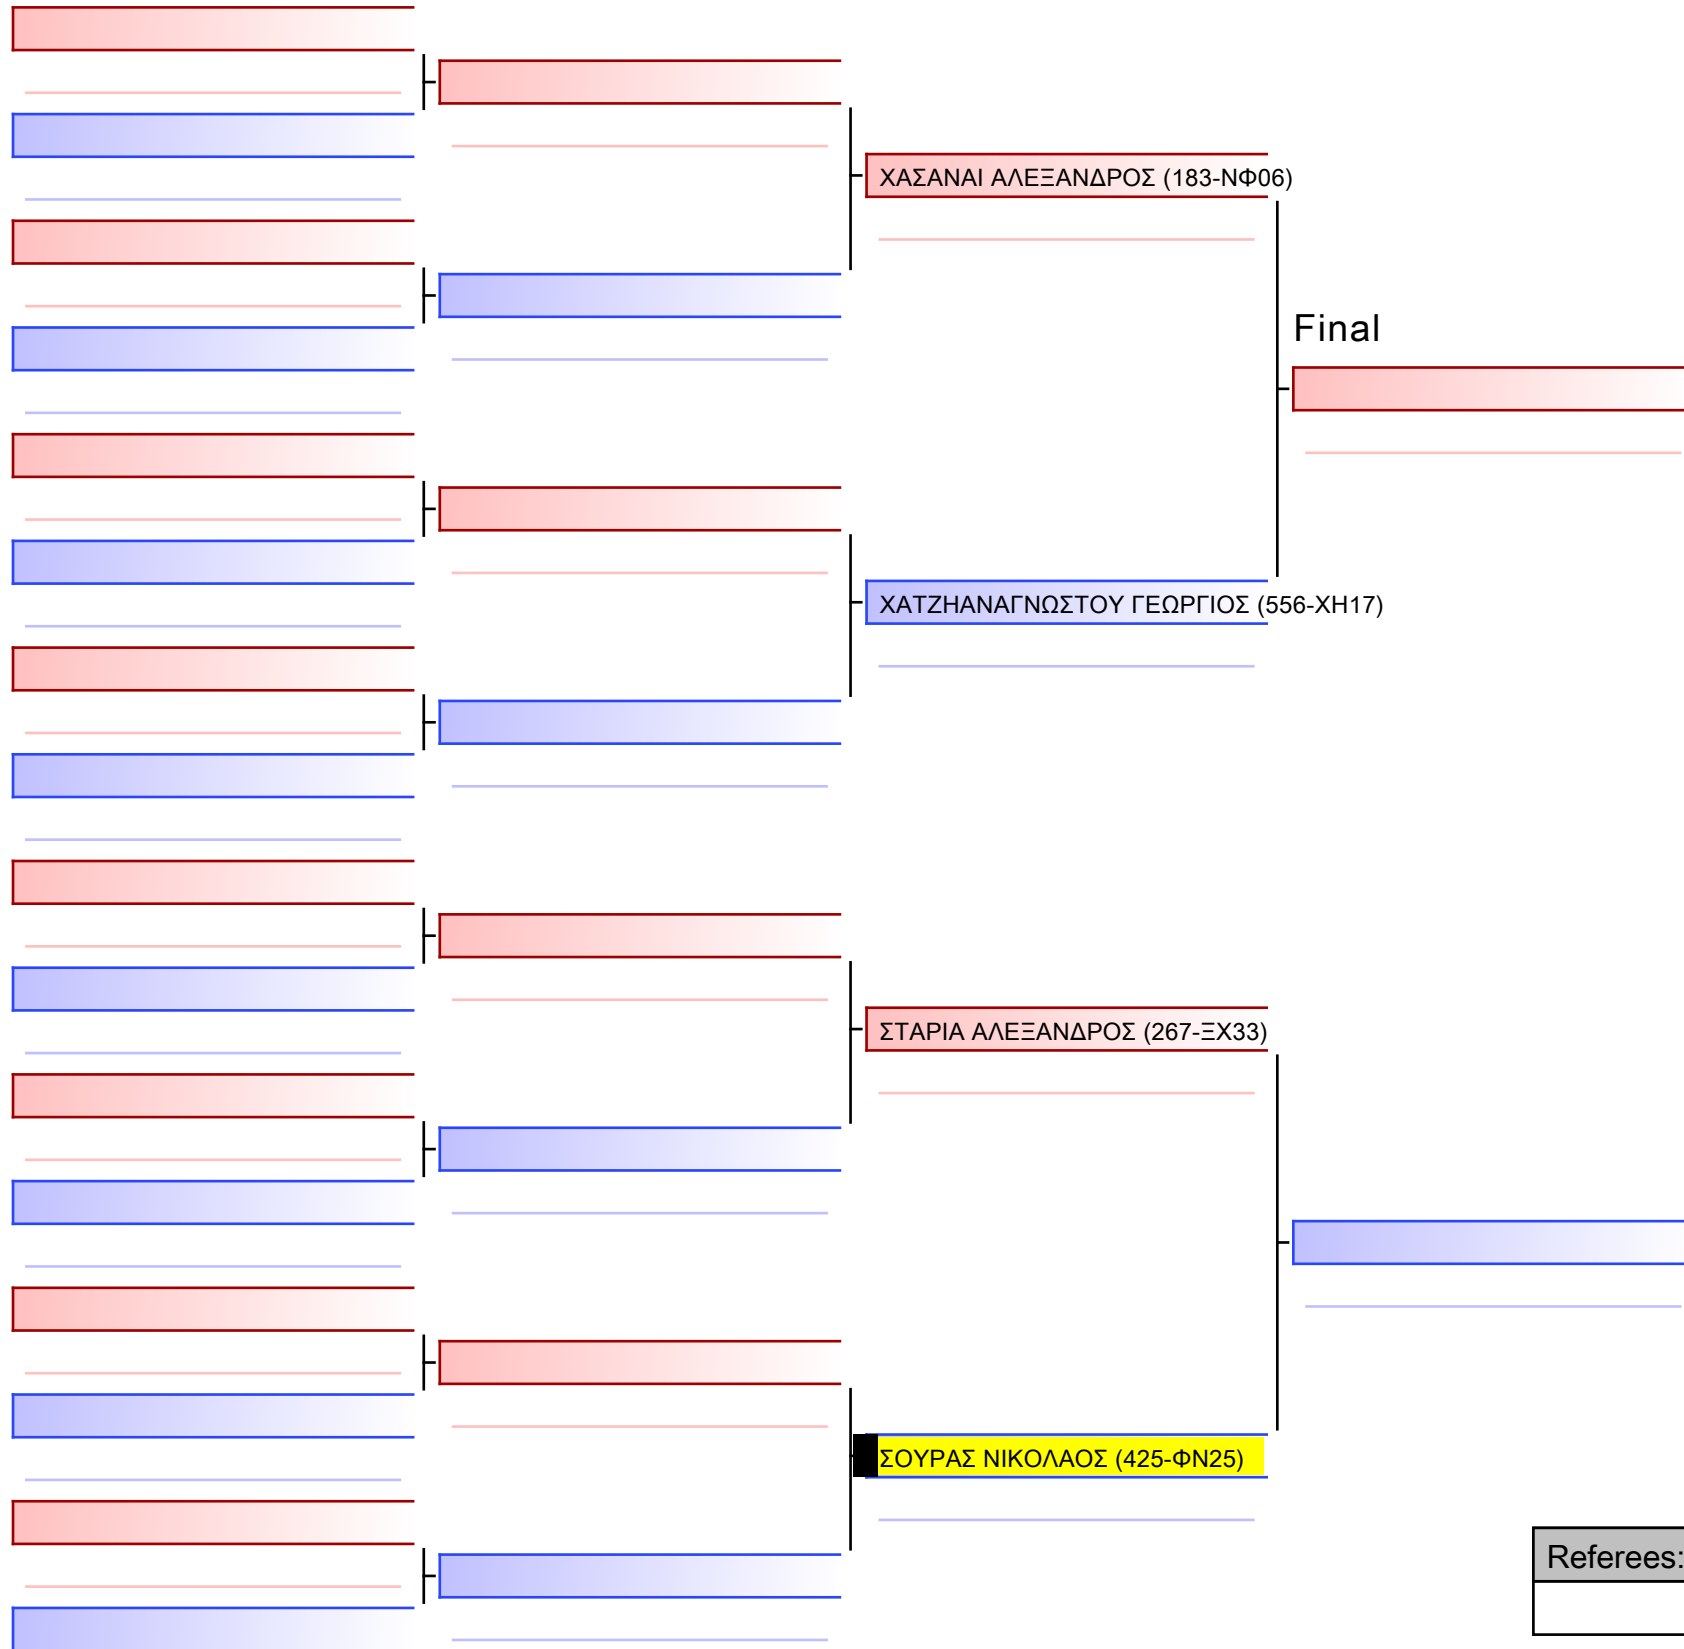 ΧΑΣΑΝΑΙ ΑΛΕΞΑΝΔΡΟΣ (183-ΝΦ06)
Final
ΧΑΤΖΗΑΝΑΓΝΩΣΤΟΥ ΓΕΩΡΓΙΟΣ (556-ΧΗ17)
ΣΤΑΡΙΑ ΑΛΕΞΑΝΔΡΟΣ (267-ΞΧ33)
ΣΟΥΡΑΣ ΝΙΚΟΛΑΟΣ (425-ΦΝ25)
Referees: